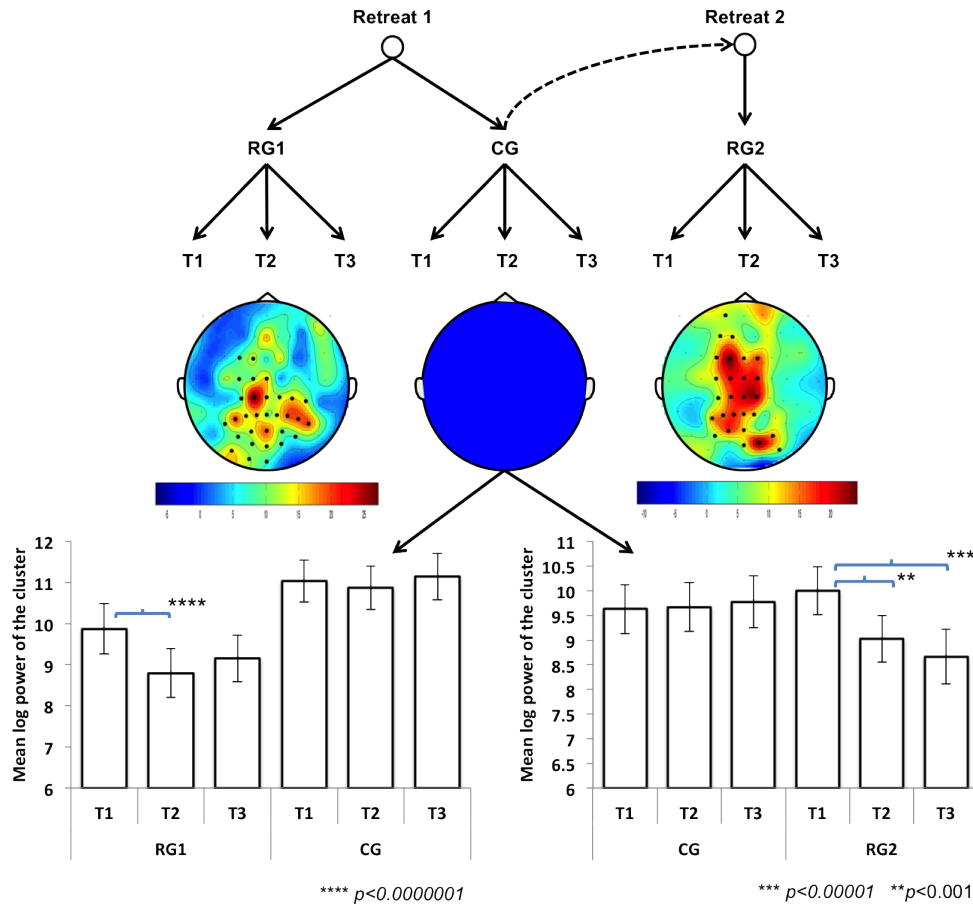 Retreat 1 Retreat 2
RG1 CG RG2
T1 T2 T3 T1 T2 T3 T1 T2 T3
Mean log power of the cluster
12
11
10
9
8
7
6
****
T1 T2 T3 T1 T2 T3
RG1 CG
**** p<0.0000001
Mean log power of the cluster
11
10.5
10
9.5
9
8.5
8
7.5
7
6.5
6
***
**
T1 T2 T3 T1 T2 T3
CG RG2
*** p<0.00001 **p<0.001